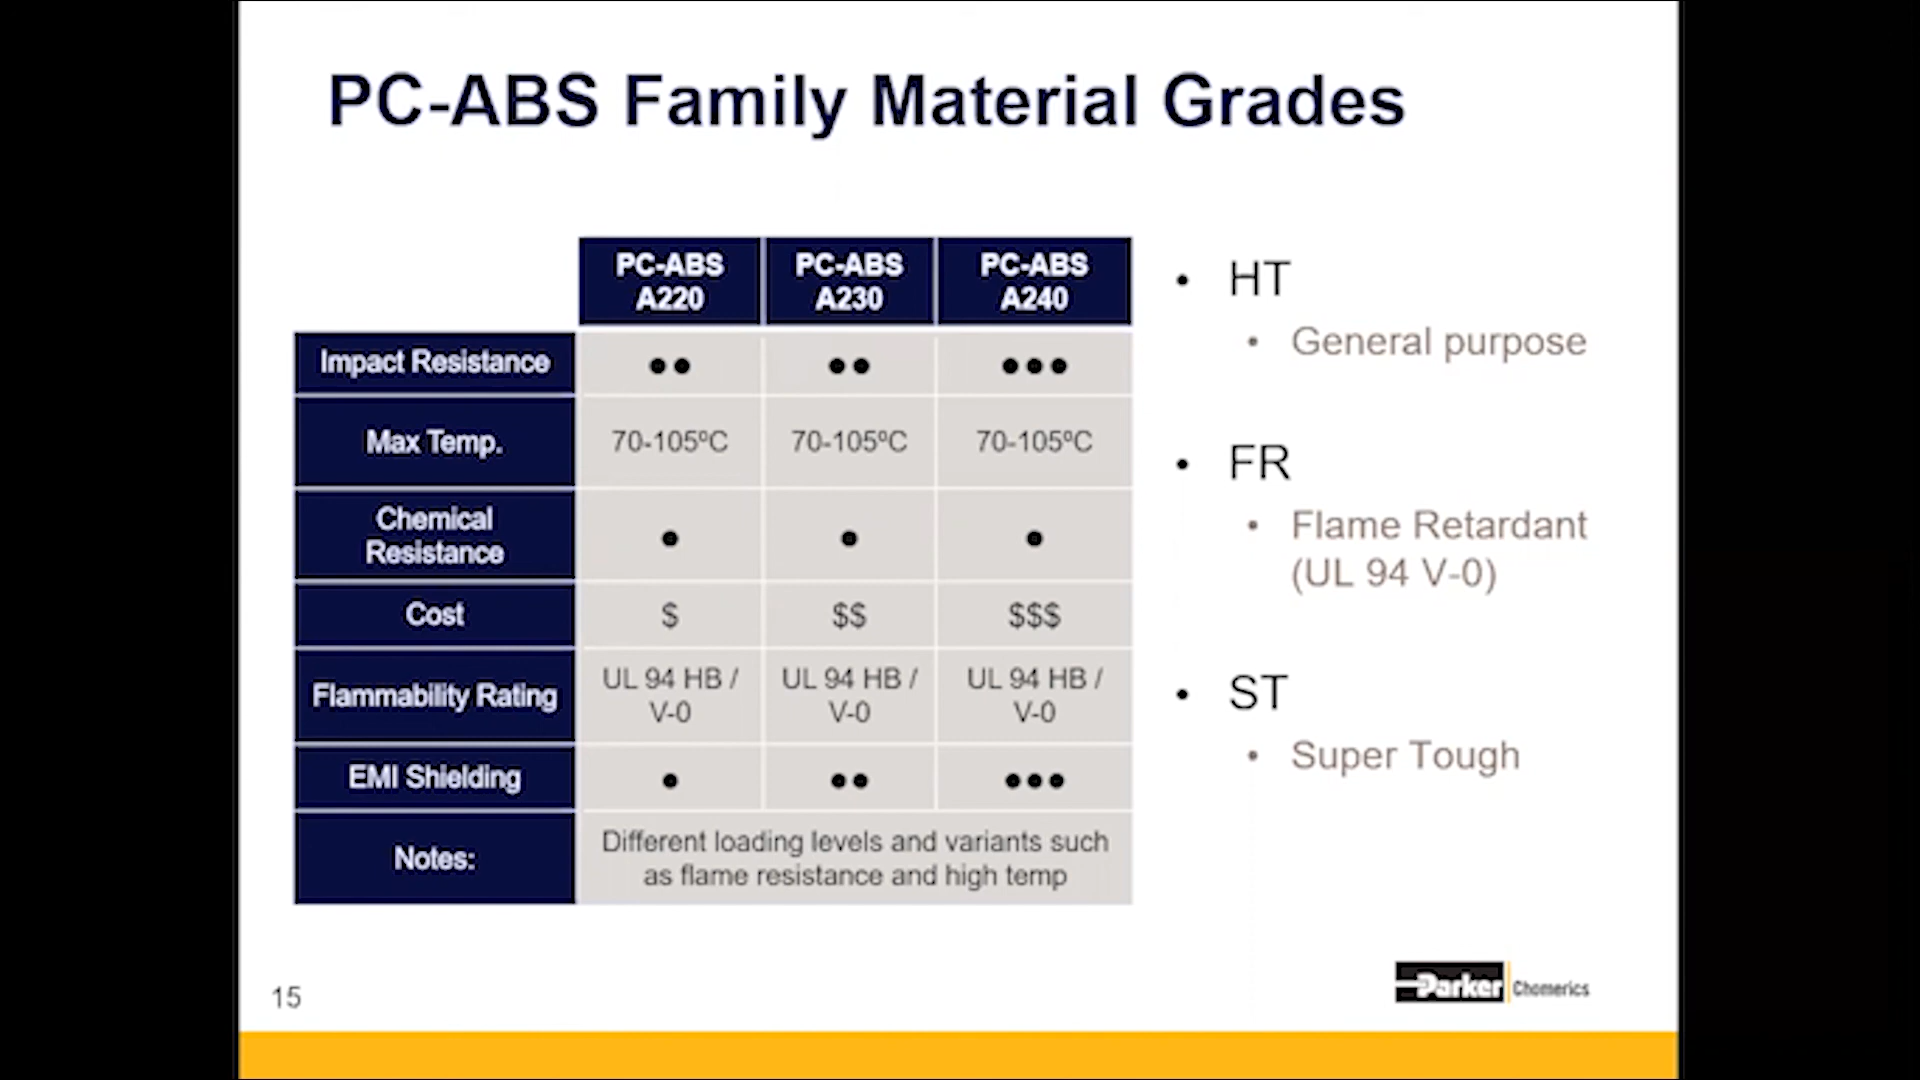 PC-ABS Family Material Grades
PC-ABS A220
PC-ABS A230
PC-ABS A240
Impact Resistance ●● ●● ●●●
Max Temp. 70-105ºC 70-105ºC 70-105ºC
Chemical Resistance ● ● ●
Cost $ $$ $$$
Flammability Rating UL 94 HB / V-0 UL 94 HB / V-0 UL 94 HB / V-0
EMI Shielding ● ●● ●●●
Notes: Different loading levels and variants such
as flame resistance and high temp
• HT
• General purpose
• FR
• Flame Retardant
(UL 94 V-0)
• ST
• Super Tough
15
Parker Chomerics